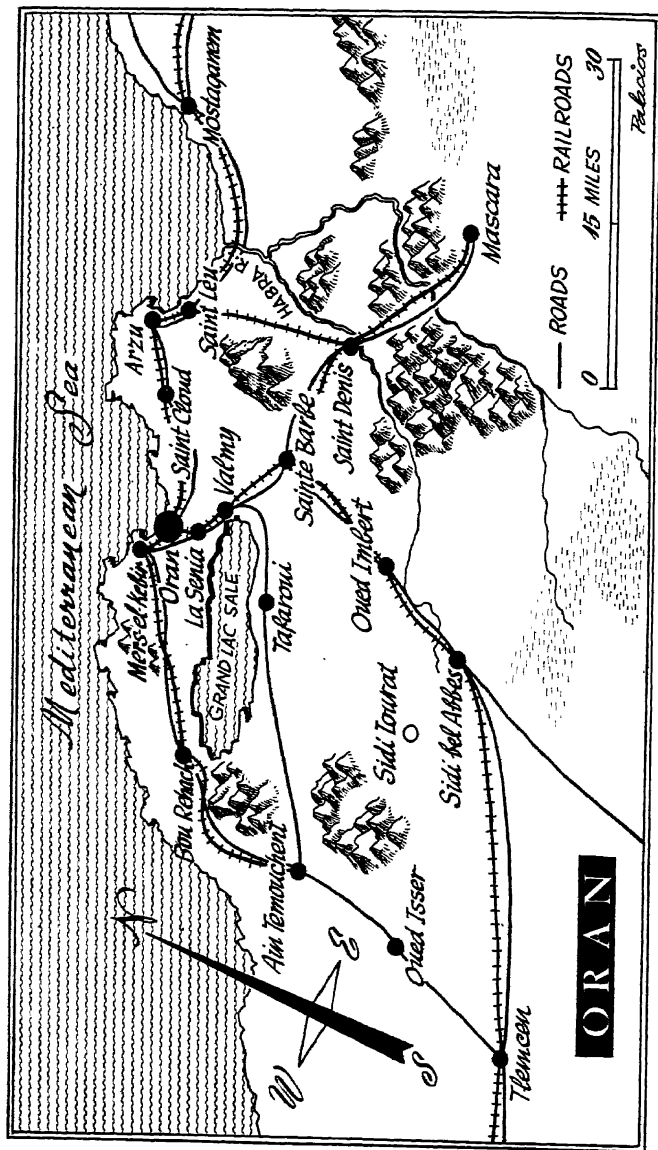 Mediterranean Sea
Mostaganem
Arzu
Saint Leu
HABRA R.
Saint Cloud
Mascara
Oran
Mers el Kebir
La Senia
Valmy
Sainte Barbe
Saint Denis
GRAND LAC SALE
Tafaroui
Oued Imbert
Bou Rehach
Sidi Tourat
Sidi bel Abbes
Ain Temouchent
Oued Isser
Tlemcen
N
W E
S
ORAN
ROADS RAILROADS
0 15 MILES 30
Palacios